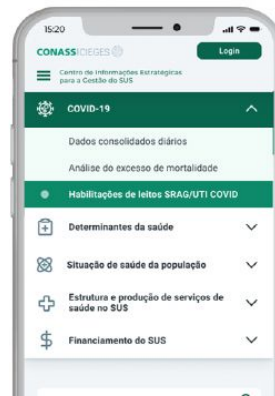 15:20
CONASS CIEGES
Login
Centro de Informações Estratégicas
para a Gestão do SUS
COVID-19
Dados consolidados diários
Análise do excesso de mortalidade
Habilitações de leitos SRAG/UTI COVID
Determinantes da saúde
Situação de saúde da população
Estrutura e produção de serviços de
saúde no SUS
Financiamento do SUS